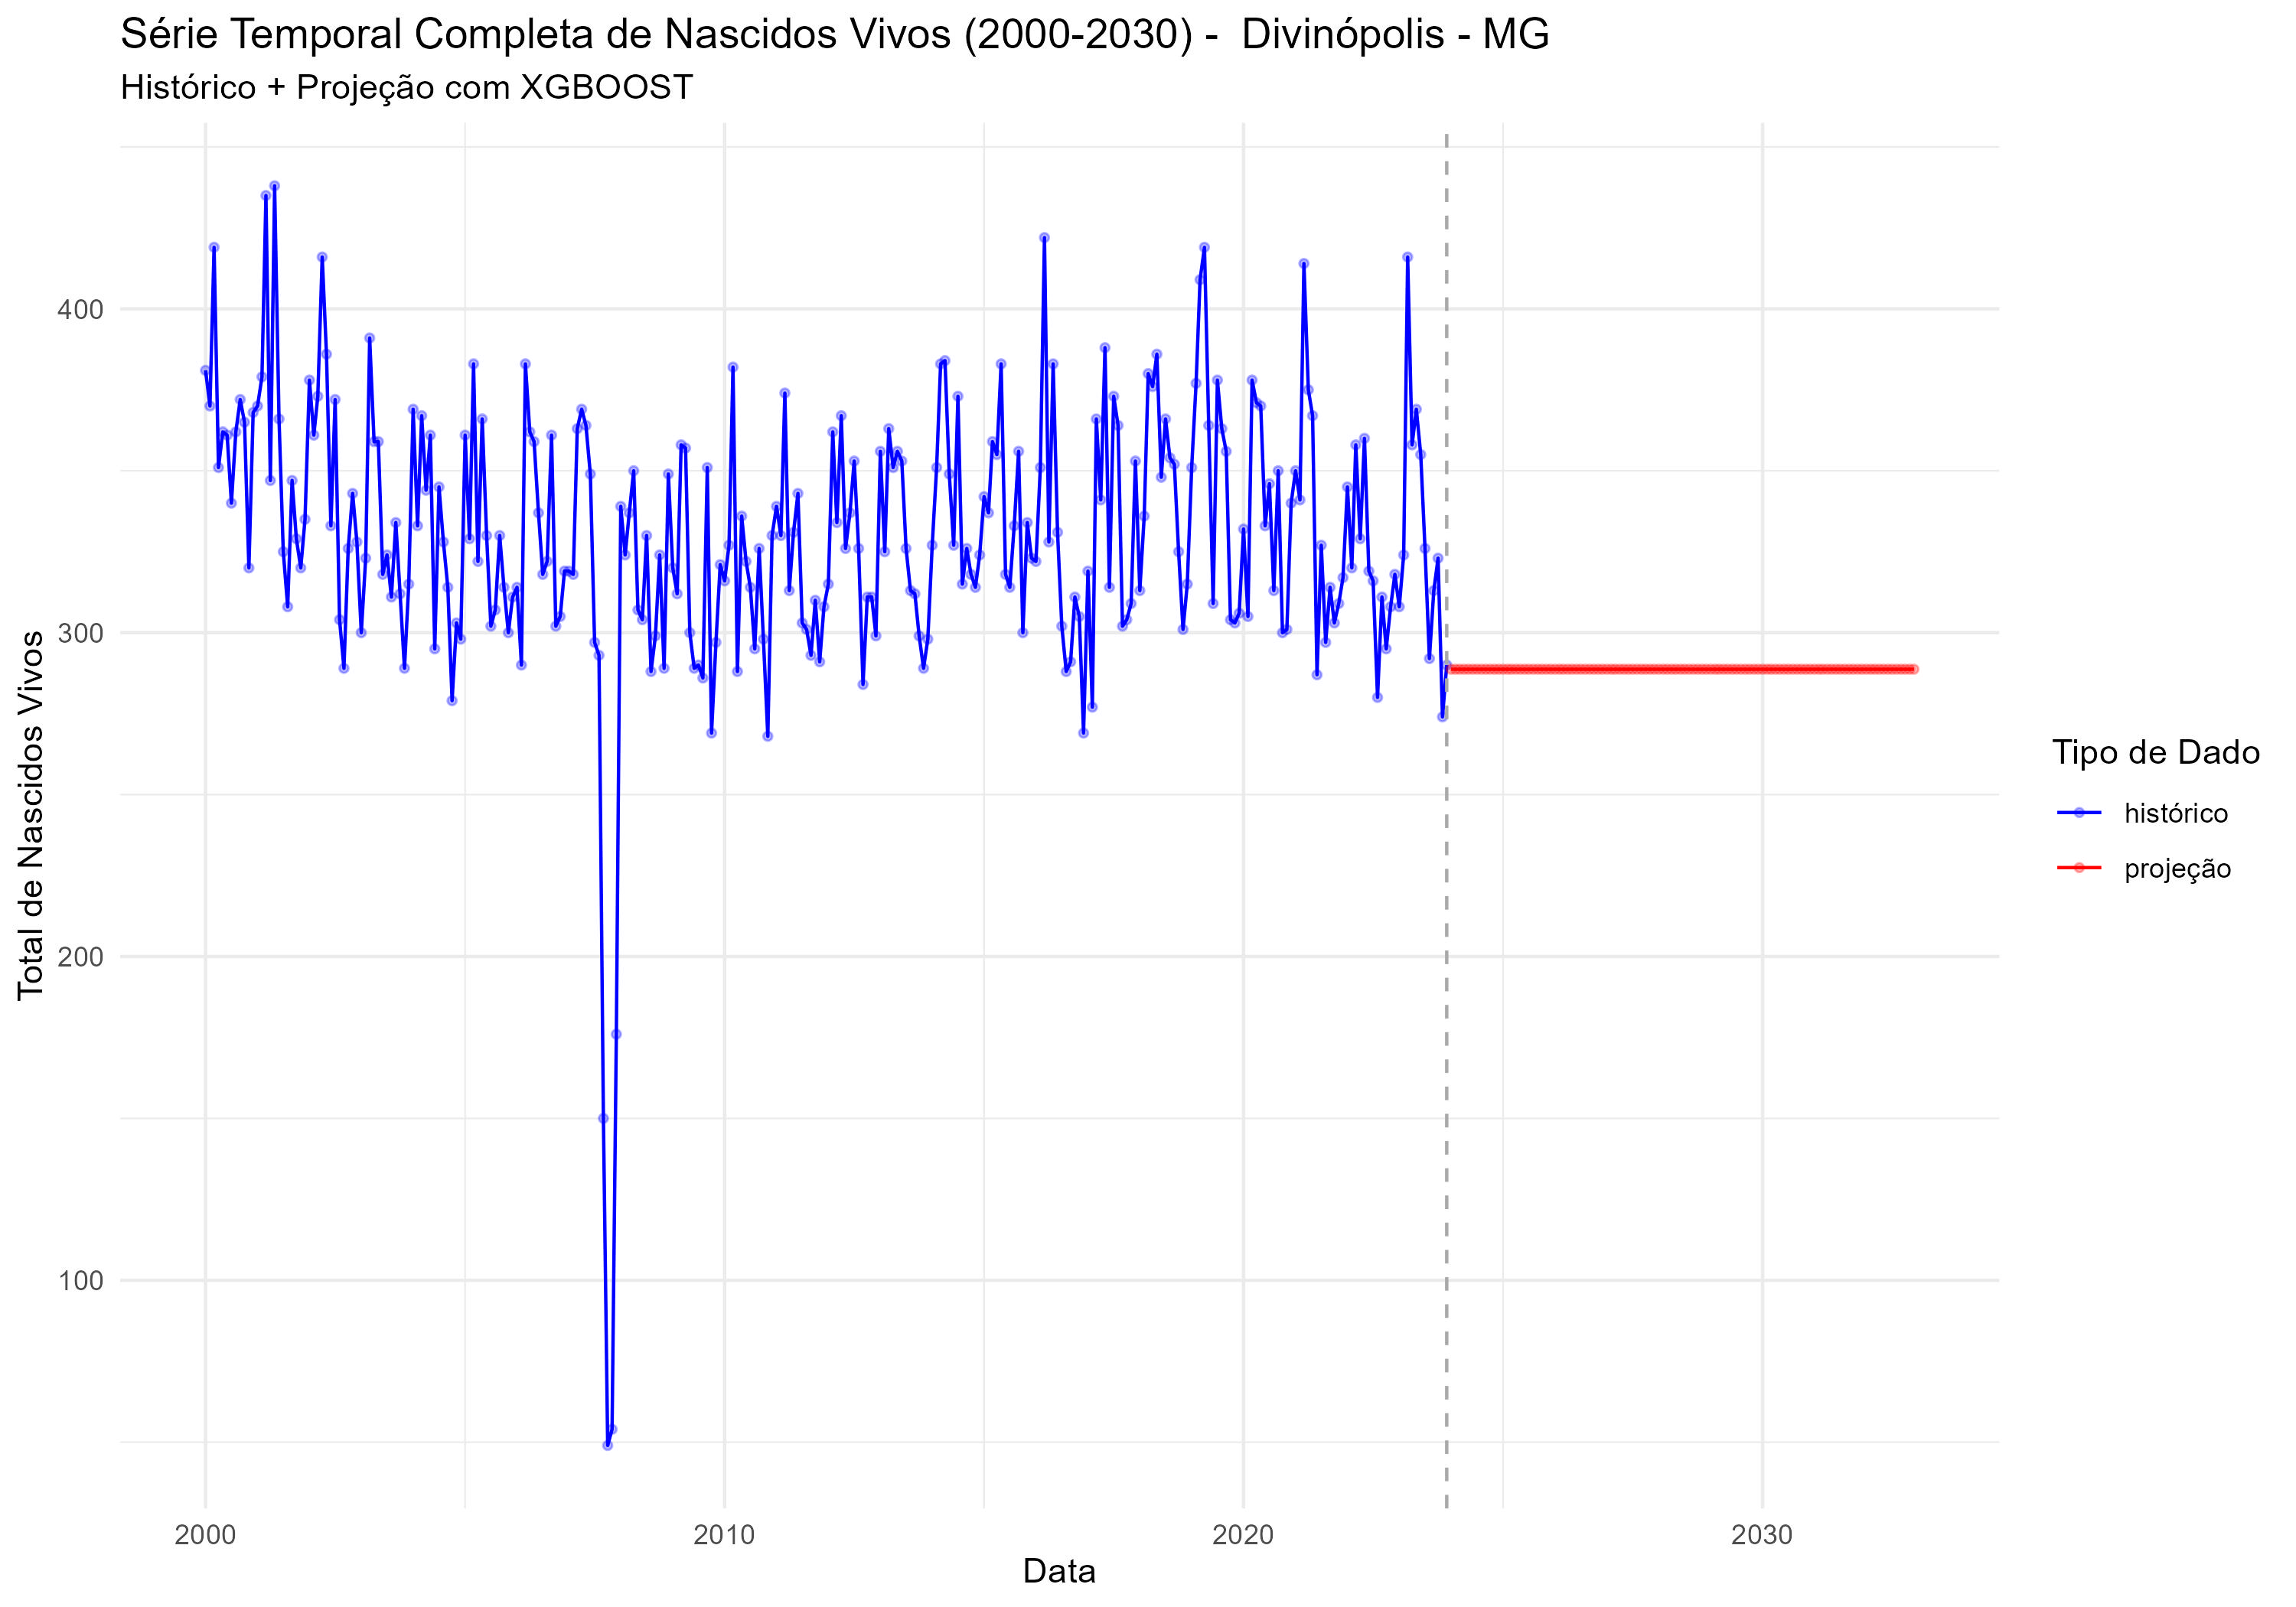 Série Temporal Completa de Nascidos Vivos (2000-2030) -  Divinópolis - MG
Histórico + Projeção com XGBOOST
Total de Nascidos Vivos
400
300
200
100
2000
2010
2020
2030
Data
Tipo de Dado
histórico
projeção